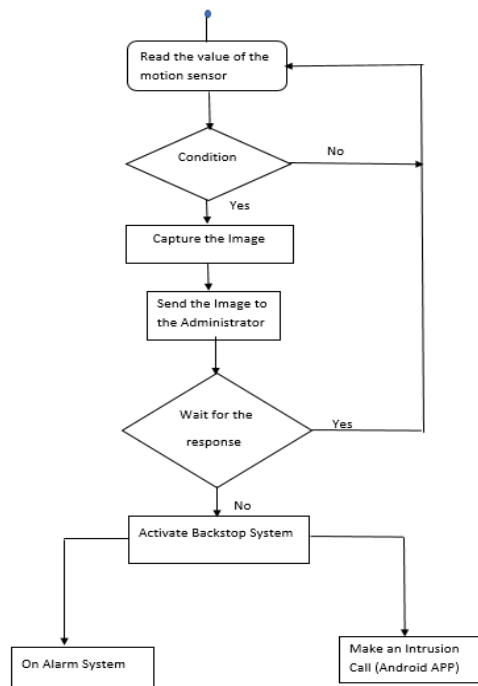 Read the value of the
motion sensor
Condition
No
Yes
Capture the Image
Send the Image to
the Administrator
Wait for the
response
Yes
No
Activate Backstop System
On Alarm System
Make an Intrusion
Call (Android APP)